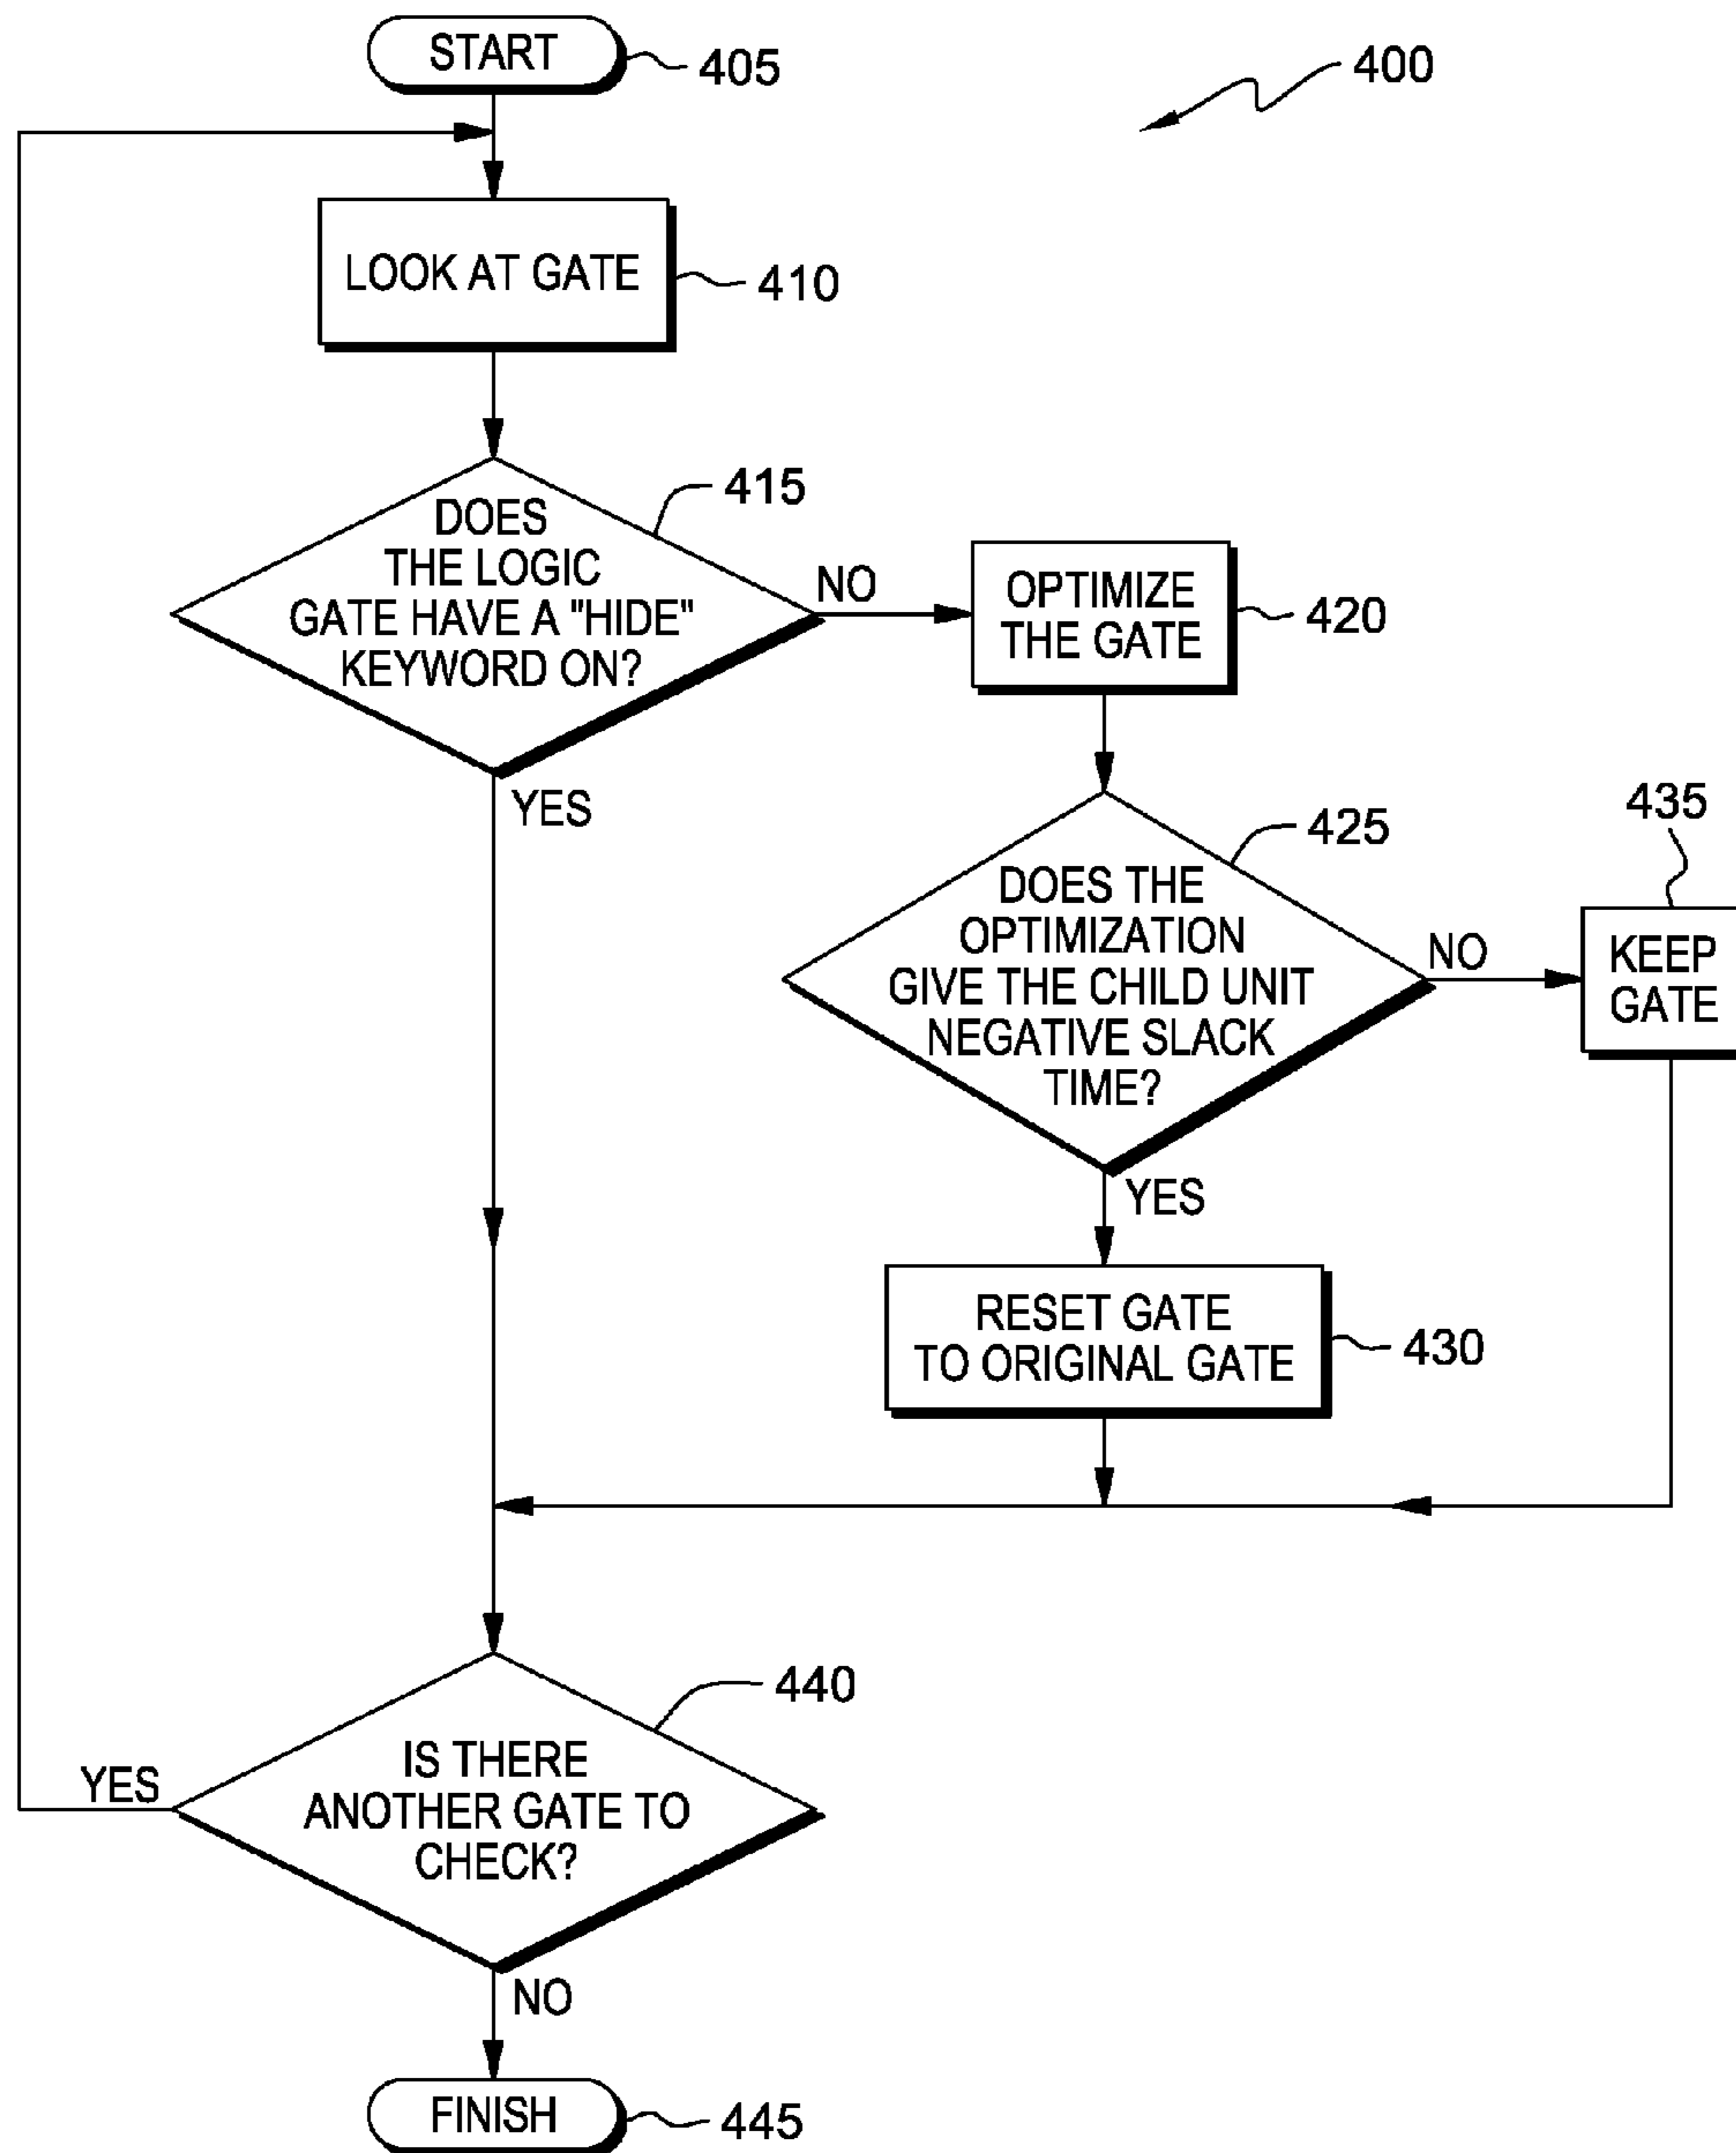 START
405
400
LOOK AT GATE
410
DOES
THE LOGIC
GATE HAVE A "HIDE"
KEYWORD ON?
415
NO
YES
OPTIMIZE
THE GATE
420
DOES THE
OPTIMIZATION
GIVE THE CHILD UNIT
NEGATIVE SLACK
TIME?
425
NO
YES
435
KEEP
GATE
RESET GATE
TO ORIGINAL GATE
430
IS THERE
ANOTHER GATE TO
CHECK?
440
YES
NO
FINISH
445